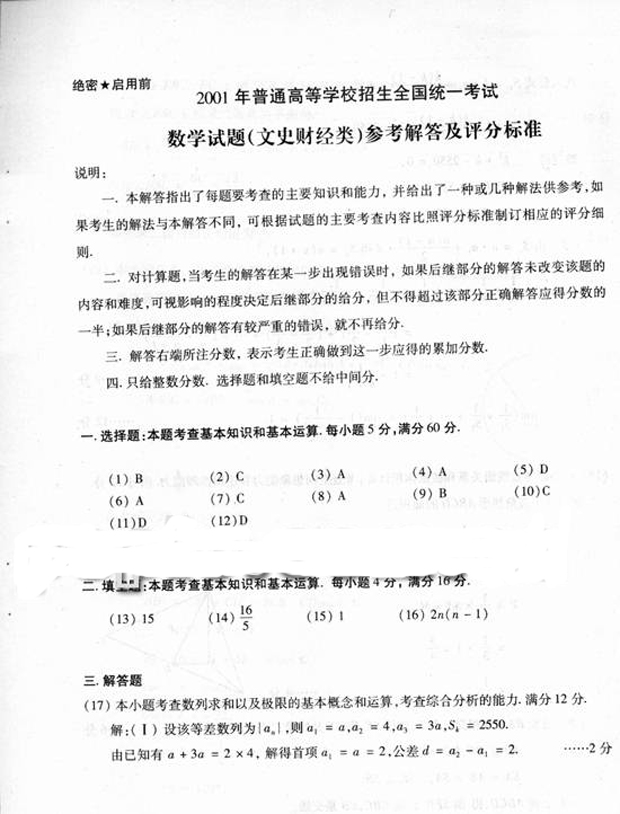 绝密★启用前
2001 年普通高等学校招生全国统一考试
数学试题(文史财经类)参考解答及评分标准
说明:
一. 本解答指出了每题要考查的主要知识和能力，并给出了一种或几种解法供参考,如
果考生的解法与本解答不同，可根据试题的主要考查内容比照评分标准制订相应的评分细
则.
二. 对计算题,当考生的解答在某一步出现错误时，如果后继部分的解答未改变该题的
内容和难度,可视影响的程度决定后继部分的给分，但不得超过该部分正确解答应得分数的
一半;如果后继部分的解答有较严重的错误，就不再给分.
三. 解答右端所注分数，表示考生正确做到这一步应得的累加分数.
四. 只给整数分数. 选择题和填空题不给中间分.
一. 选择题:本题考查基本知识和基本运算. 每小题 5 分,满分 60 分.
(1) B (2) C (3) A (4) A (5) D
(6) A (7) C (8) A (9) B (10)C
(11)D (12)D
二. 填 :本题考查基本知识和基本运算. 每小题 4 分，满分 16 分.
(13) 15 (14) 16/5 (15) 1 (16) 2n(n - 1)
三. 解答题
(17) 本小题考查数列求和以及极限的基本概念和运算,考查综合分析的能力. 满分 12 分.
解:(Ⅰ) 设该等差数列为{aₙ},则 a₁ = a,a₂ = 4,a₃ = 3a,Sₖ = 2550.
由已知有 a + 3a = 2 × 4，解得首项 a₁ = a = 2,公差 d = a₂ - a₁ = 2. ……2 分